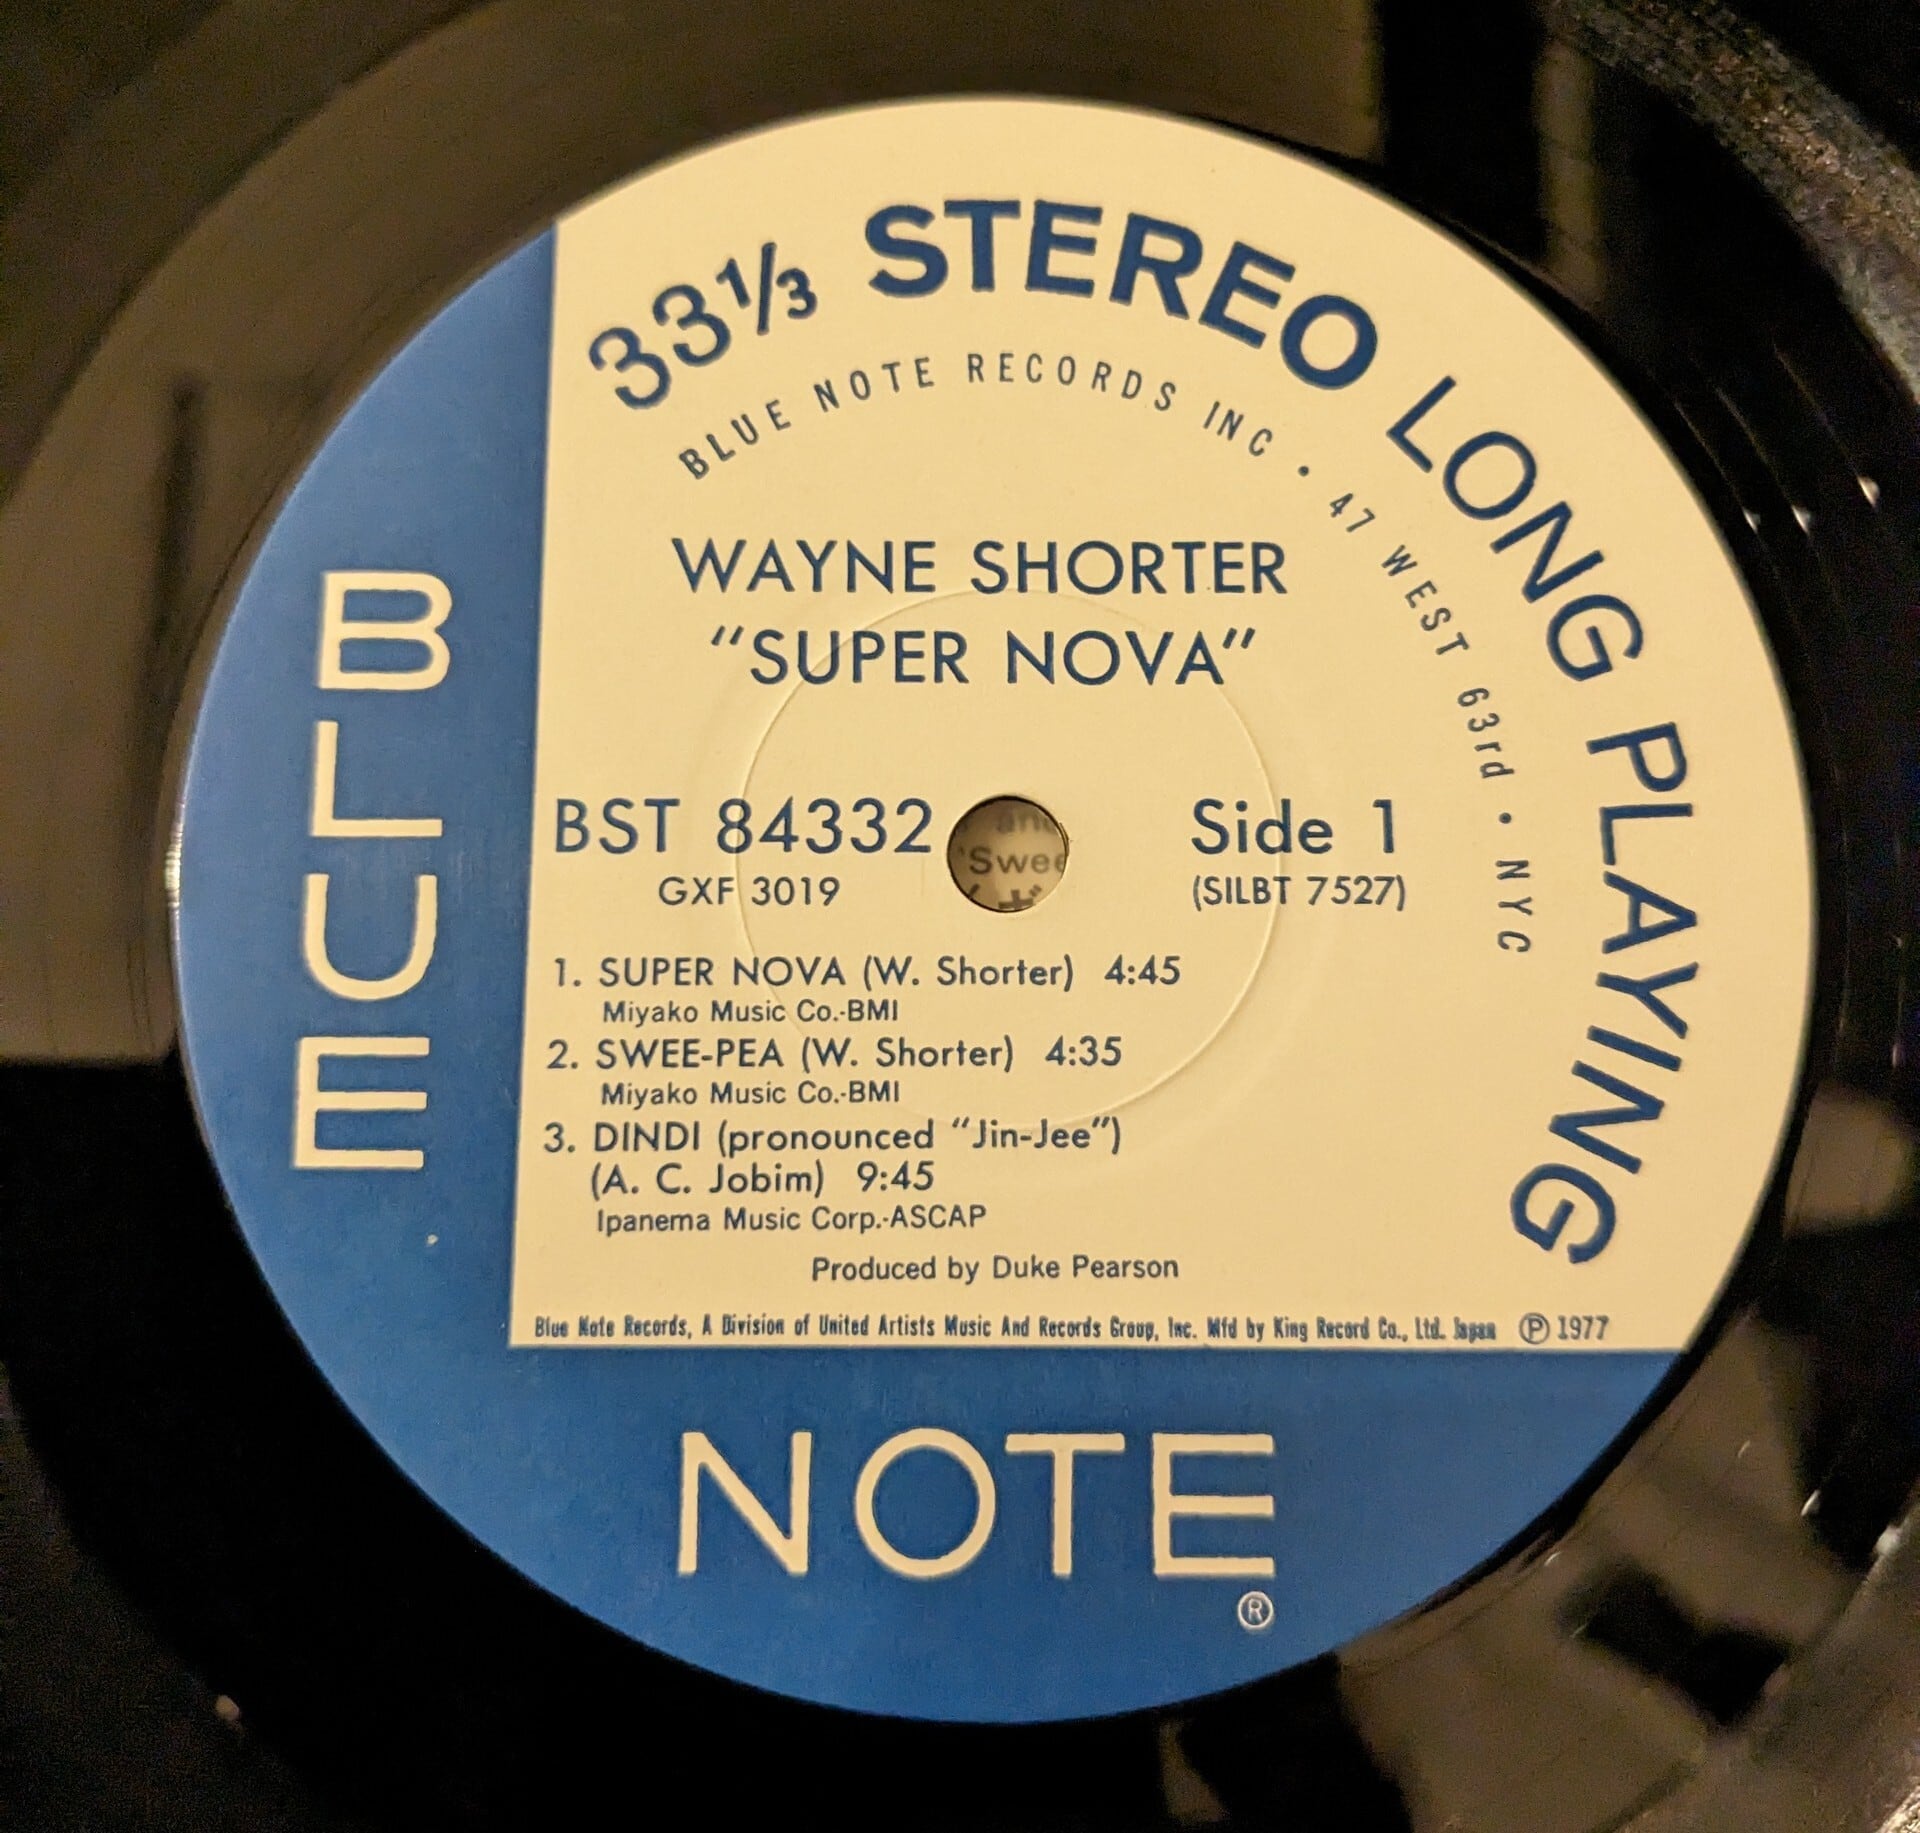 33⅓ STEREO LONG PLAYING
BLUE NOTE RECORDS INC • 47 WEST 63rd • NYC
WAYNE SHORTER
"SUPER NOVA"
BST 84332
Side 1
GXF 3019
(SILBT 7527)
and
"Swee
1. SUPER NOVA (W. Shorter) 4:45
Miyako Music Co.-BMI
2. SWEE-PEA (W. Shorter) 4:35
Miyako Music Co.-BMI
3. DINDI (pronounced "Jin-Jee")
(A. C. Jobim) 9:45
Ipanema Music Corp.-ASCAP
Produced by Duke Pearson
Blue Note Records, A Division of United Artists Music And Records Group, Inc. Mfd by King Record Co., Ltd. Japan ℗ 1977
BLUE
NOTE
®